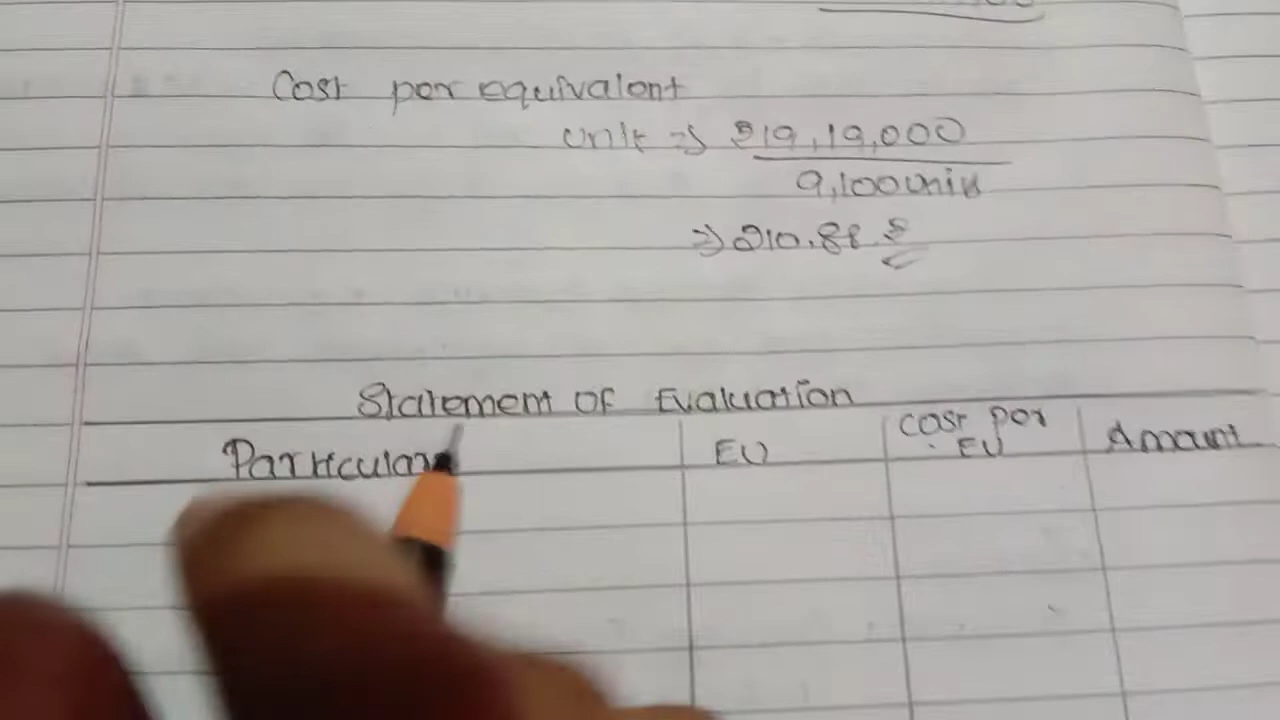 Cost per equivalent
unit ⇒ ₹19,19,000
9,100 units
⇒ 210.88 ₹
Statement of Evaluation
Particular EU Cost per EU Amount